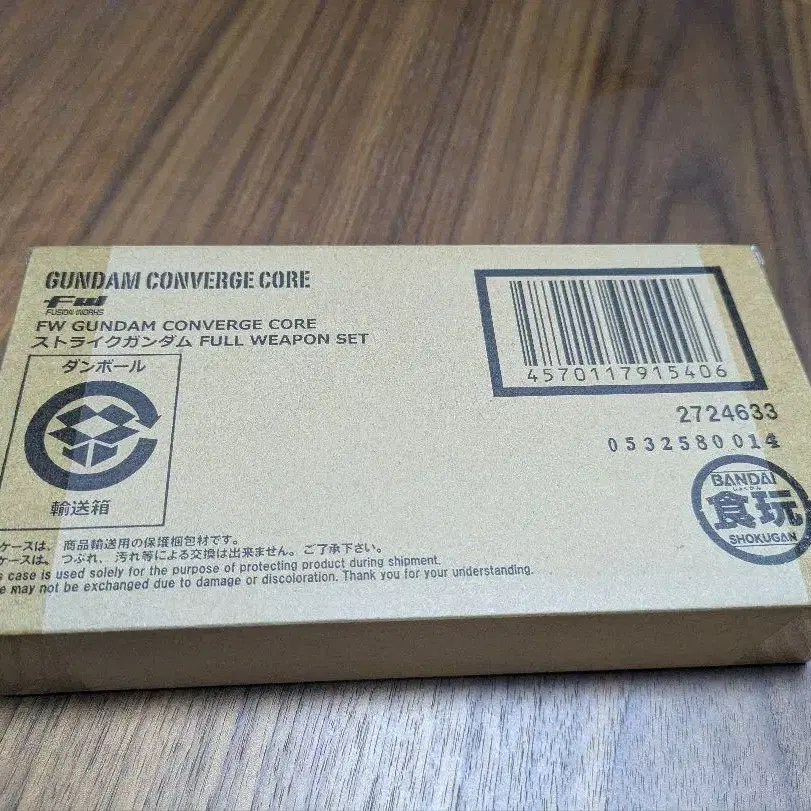 GUNDAM CONVERGE CORE
FW
FUSION WORKS
FW GUNDAM CONVERGE CORE
ストライクガンダム FULL WEAPON SET
ダンボール
輸送箱
4570117915406
2724633
0532580014
BANDAI
しょくがん
食玩
SHOKUGAN
ケースは、商品輸送用の保護梱包材です。
ケースは、つぶれ、汚れ等による交換は出来ません。ご了承下さい。
s case is used solely for the purpose of protecting product during shipment.
e may not be exchanged due to damage or discoloration. Thank you for your understanding.